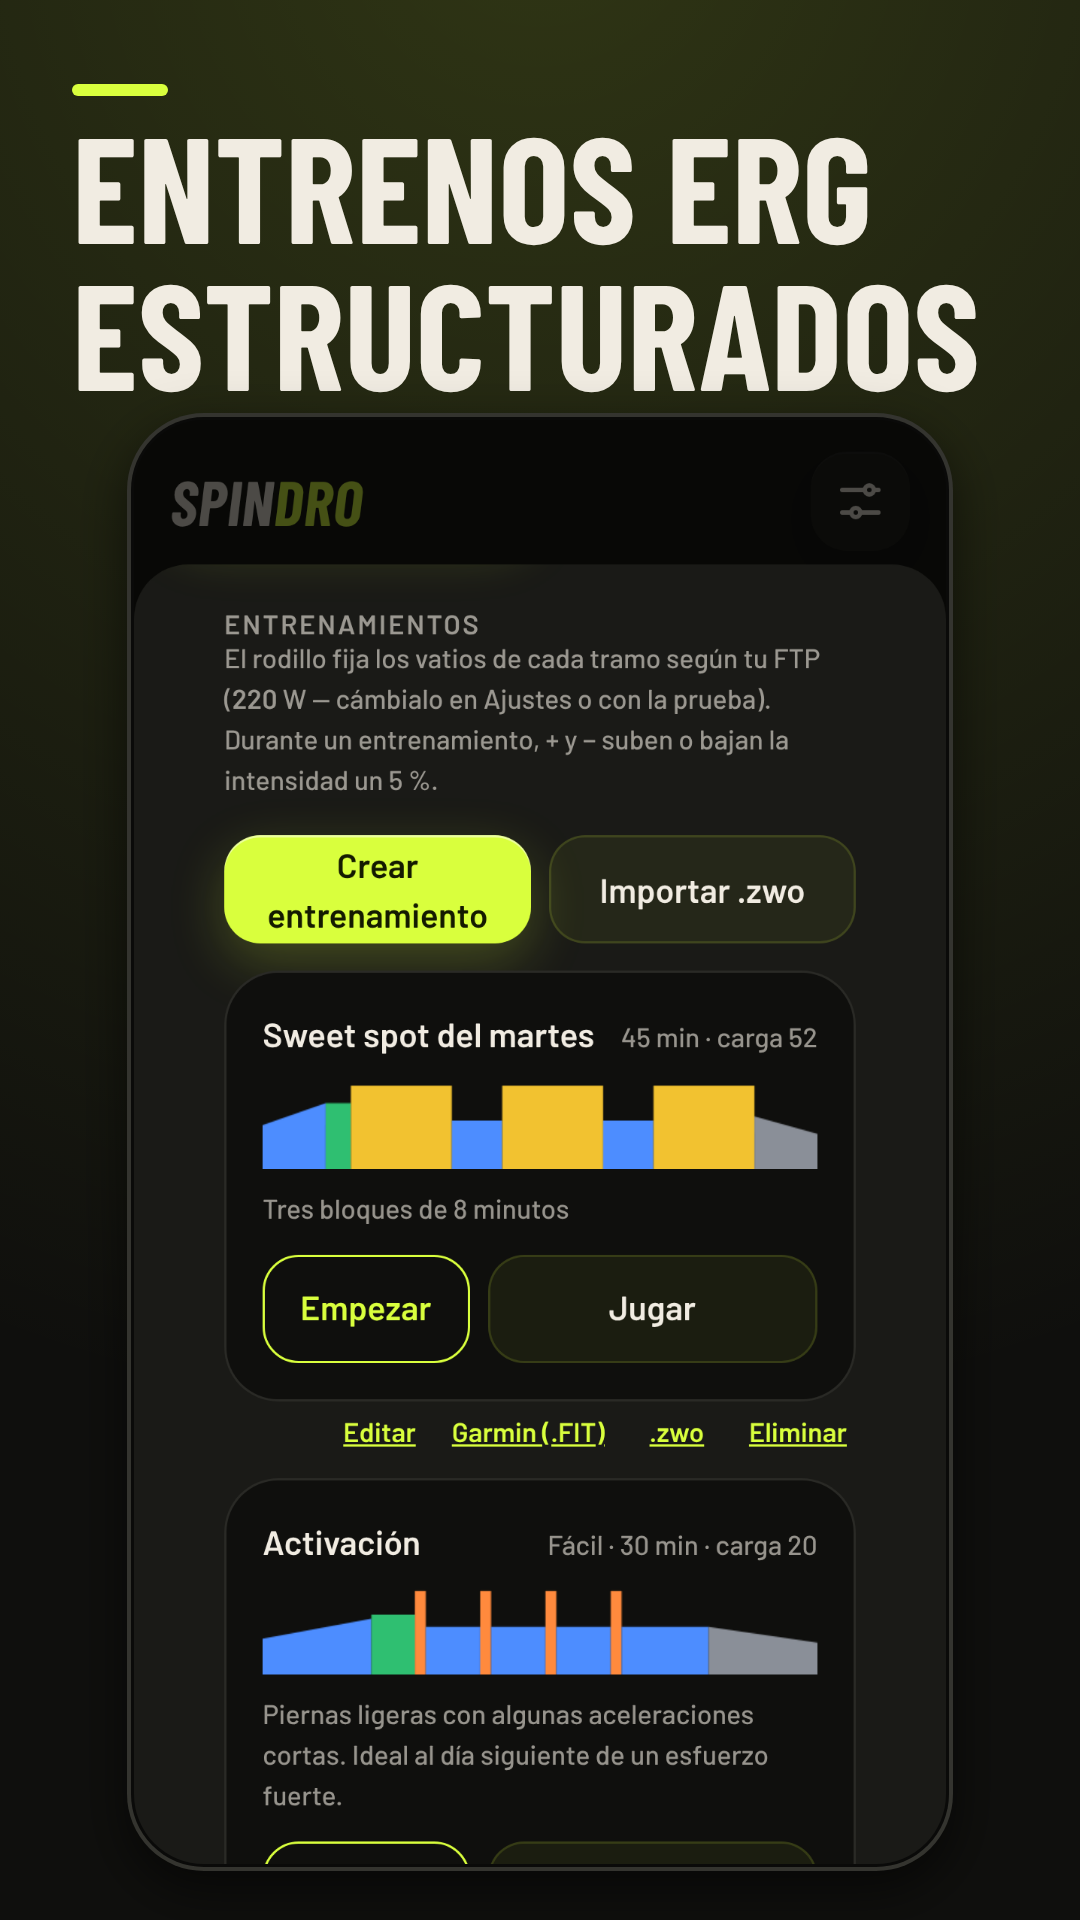 ENTRENOS ERG
ESTRUCTURADOS
SPINDRO
ENTRENAMIENTOS
El rodillo fija los vatios de cada tramo según tu FTP
(220 W — cámbialo en Ajustes o con la prueba).
Durante un entrenamiento, + y − suben o bajan la
intensidad un 5 %.
Crear
entrenamiento
Importar .zwo
Sweet spot del martes 45 min · carga 52
Tres bloques de 8 minutos
Empezar Jugar
Editar Garmin (.FIT) .zwo Eliminar
Activación Fácil · 30 min · carga 20
Piernas ligeras con algunas aceleraciones
cortas. Ideal al día siguiente de un esfuerzo
fuerte.